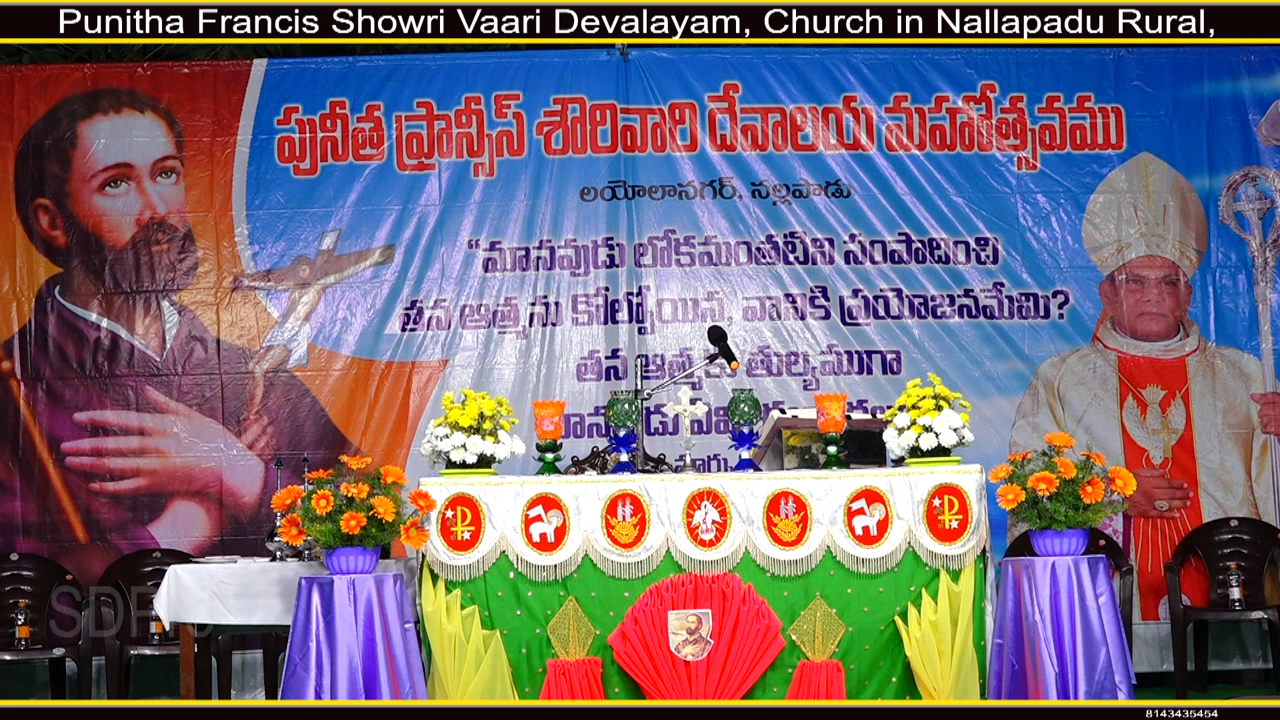 Punitha Francis Showri Vaari Devalayam, Church in Nallapadu Rural,
పునీత ఫ్రాన్సీస్ శౌరివారి దేవాలయ మహోత్సవము
లయోలానగర్, నల్లపాడు
"మానవుడు లోకమంతటిని సంపాదించి
తన ఆత్మను కోల్పోయిన, వానికి ప్రయోజనమేమి?
తన ఆత్మకు తుల్యముగా
8143435454